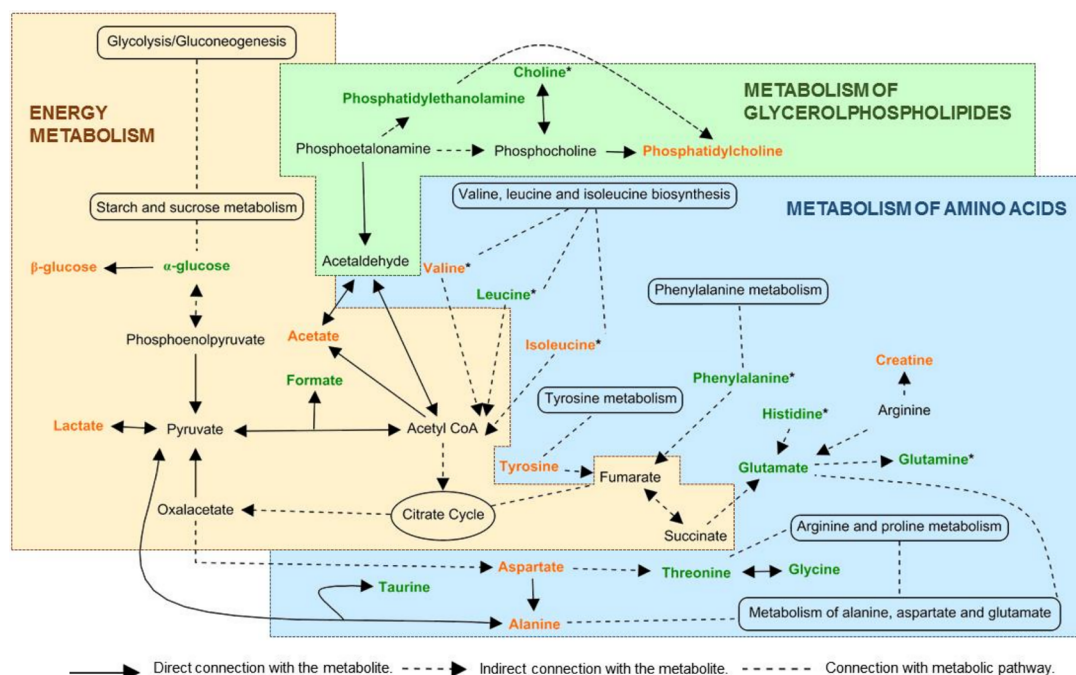 Glycolysis/Gluconeogenesis
ENERGY
METABOLISM
Choline*
Phosphatidylethanolamine
METABOLISM OF
GLYCEROLPHOSPHOLIPIDES
Phosphoetalonamine
Phosphocholine
Phosphatidylcholine
Starch and sucrose metabolism
Valine, leucine and isoleucine biosynthesis
METABOLISM OF AMINO ACIDS
β-glucose
α-glucose
Acetaldehyde
Valine*
Leucine*
Phenylalanine metabolism
Phosphoenolpyruvate
Acetate
Isoleucine*
Creatine
Formate
Phenylalanine*
Tyrosine metabolism
Histidine*
Arginine
Lactate
Pyruvate
Acetyl CoA
Tyrosine
Fumarate
Glutamate
Glutamine*
Oxalacetate
Citrate Cycle
Succinate
Arginine and proline metabolism
Aspartate
Threonine
Glycine
Taurine
Alanine
Metabolism of alanine, aspartate and glutamate
Direct connection with the metabolite.
Indirect connection with the metabolite.
Connection with metabolic pathway.